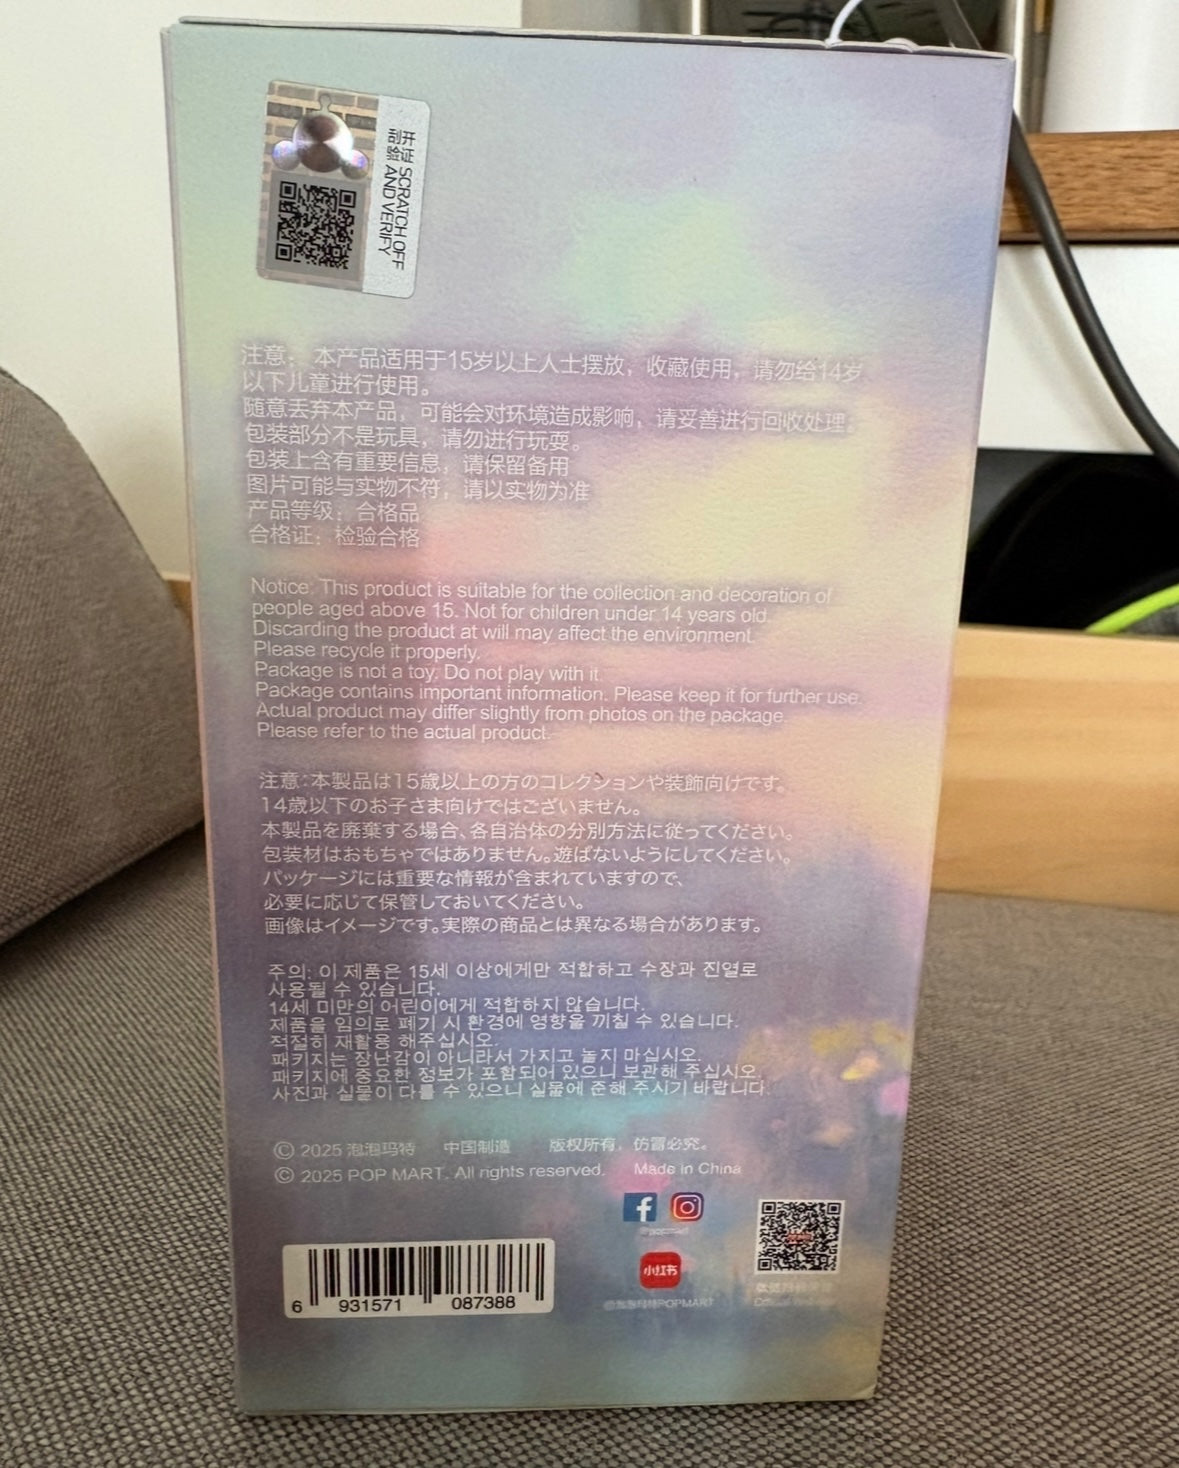 刮开
验证
SCRATCH OFF
AND VERIFY
注意：本产品适用于15岁以上人士摆放，收藏使用，请勿给14岁
以下儿童进行使用。
随意丢弃本产品，可能会对环境造成影响，请妥善进行回收处理。
包装部分不是玩具，请勿进行玩耍。
包装上含有重要信息，请保留备用
图片可能与实物不符，请以实物为准
产品等级：合格品
合格证：检验合格
Notice: This product is suitable for the collection and decoration of
people aged above 15. Not for children under 14 years old.
Discarding the product at will may affect the environment.
Please recycle it properly.
Package is not a toy. Do not play with it.
Package contains important information. Please keep it for further use.
Actual product may differ slightly from photos on the package.
Please refer to the actual product.
注意:本製品は15歳以上の方のコレクションや装飾向けです。
14歳以下のお子さま向けではございません。
本製品を廃棄する場合、各自治体の分別方法に従ってください。
包装材はおもちゃではありません。遊ばないようにしてください。
パッケージには重要な情報が含まれていますので、
必要に応じて保管しておいてください。
画像はイメージです。実際の商品とは異なる場合があります。
주의: 이 제품은 15세 이상에게만 적합하고 수장과 진열로
사용될 수 있습니다.
14세 미만의 어린이에게 적합하지 않습니다.
제품을 임의로 폐기 시 환경에 영향을 끼칠 수 있습니다.
적절히 재활용 해주십시오.
패키지는 장난감이 아니라서 가지고 놀지 마십시오.
패키지에 중요한 정보가 포함되어 있으니 보관해 주십시오.
사진과 실물이 다를 수 있으니 실물에 준해 주시기 바랍니다.
© 2025 泡泡玛特 中国制造 版权所有，仿冒必究。
© 2025 POP MART. All rights reserved. Made in China
@popmart
小红书
@泡泡玛特POPMART
6 931571 087388